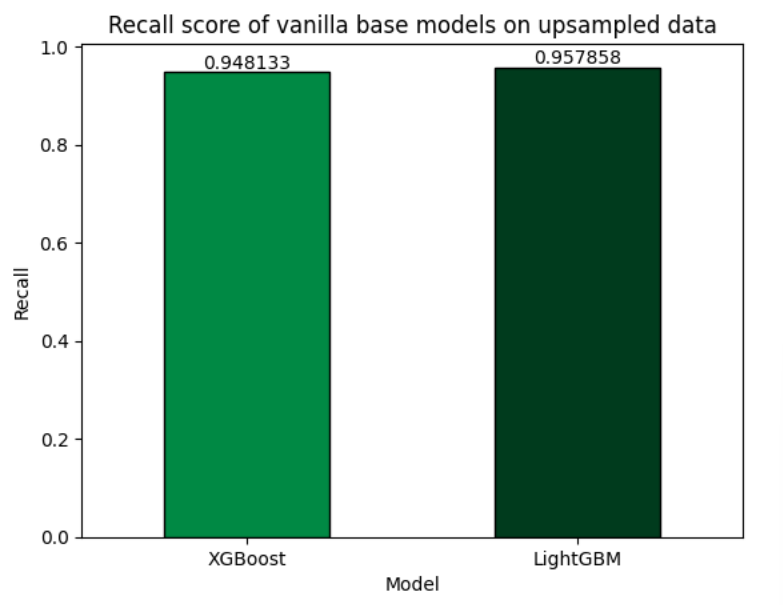 Recall score of vanilla base models on upsampled data
1.0
0.948133
0.957858
0.8
0.6
Recall
0.4
0.2
0.0
XGBoost
LightGBM
Model